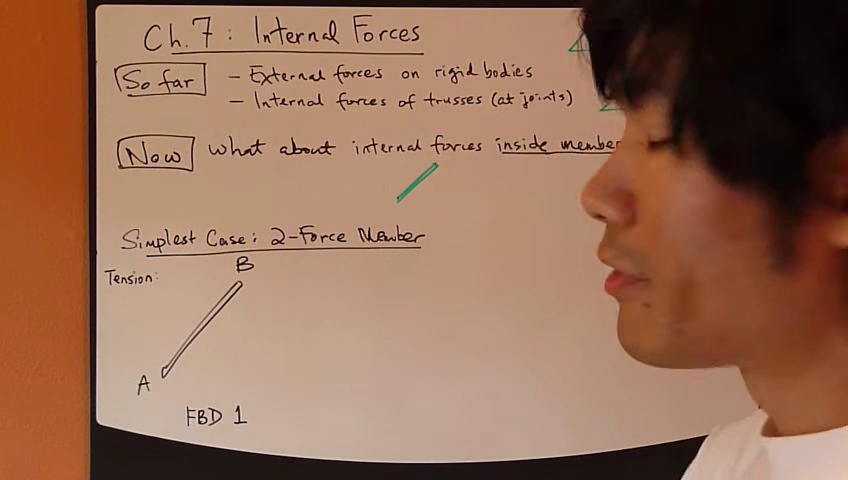 Ch. 7 : Internal Forces
So far - External forces on rigid bodies
- Internal forces of trusses (at joints)
Now What about internal forces inside member
Simplest Case: 2-Force Member
Tension:
B
A
FBD 1